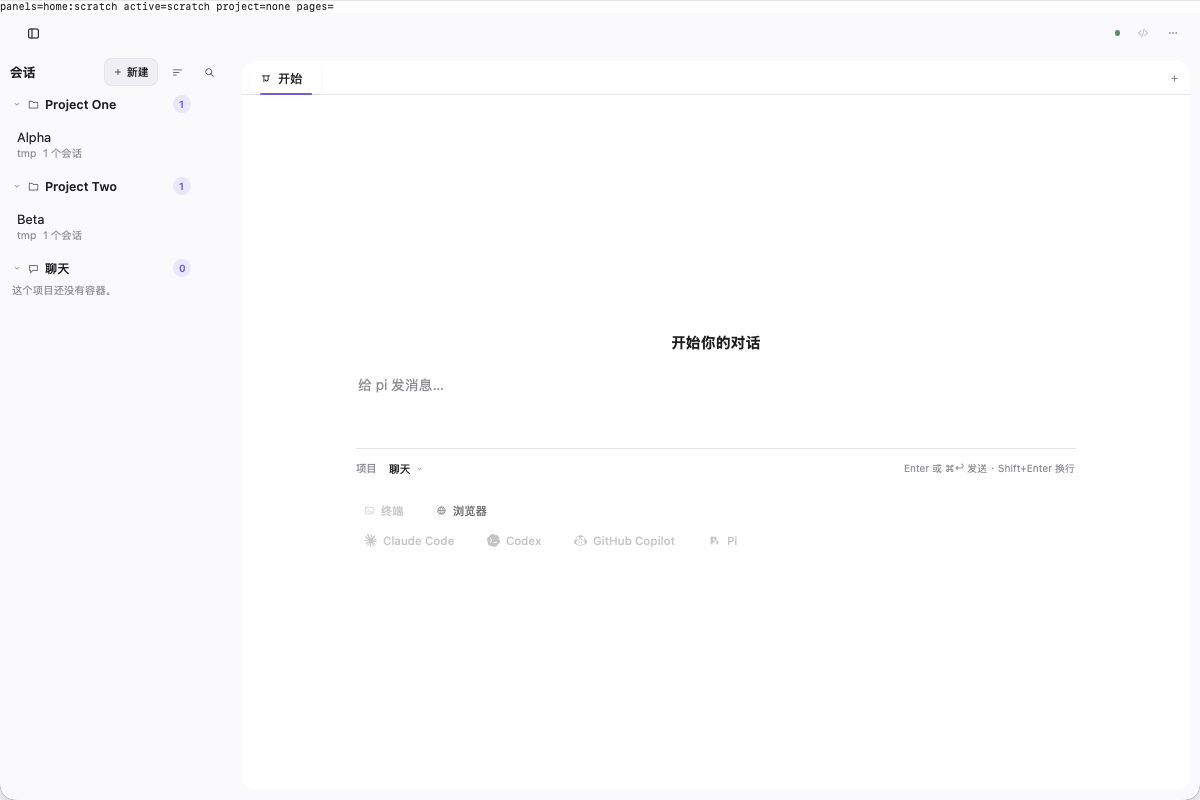 panels=home:scratch active=scratch project=none pages=
会话
新建
Project One 1
Alpha
tmp 1 个会话
Project Two 1
Beta
tmp 1 个会话
聊天 0
这个项目还没有容器。
开始
开始你的对话
给 pi 发消息...
项目 聊天
Enter 或 ⌘↩ 发送 · Shift+Enter 换行
终端 浏览器
Claude Code Codex GitHub Copilot Pi